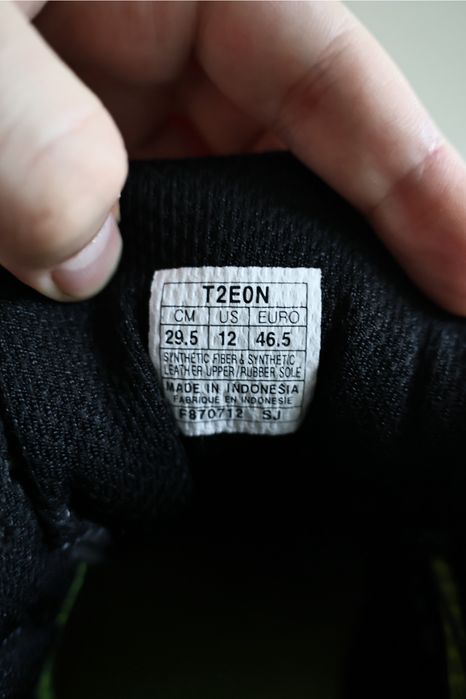 T2E0N
CM US EURO
29.5 12 46.5
SYNTHETIC FIBER & SYNTHETIC
LEATHER UPPER/RUBBER SOLE
MADE IN INDONESIA
FABRIQUE EN INDONESIE
F870712 SJ